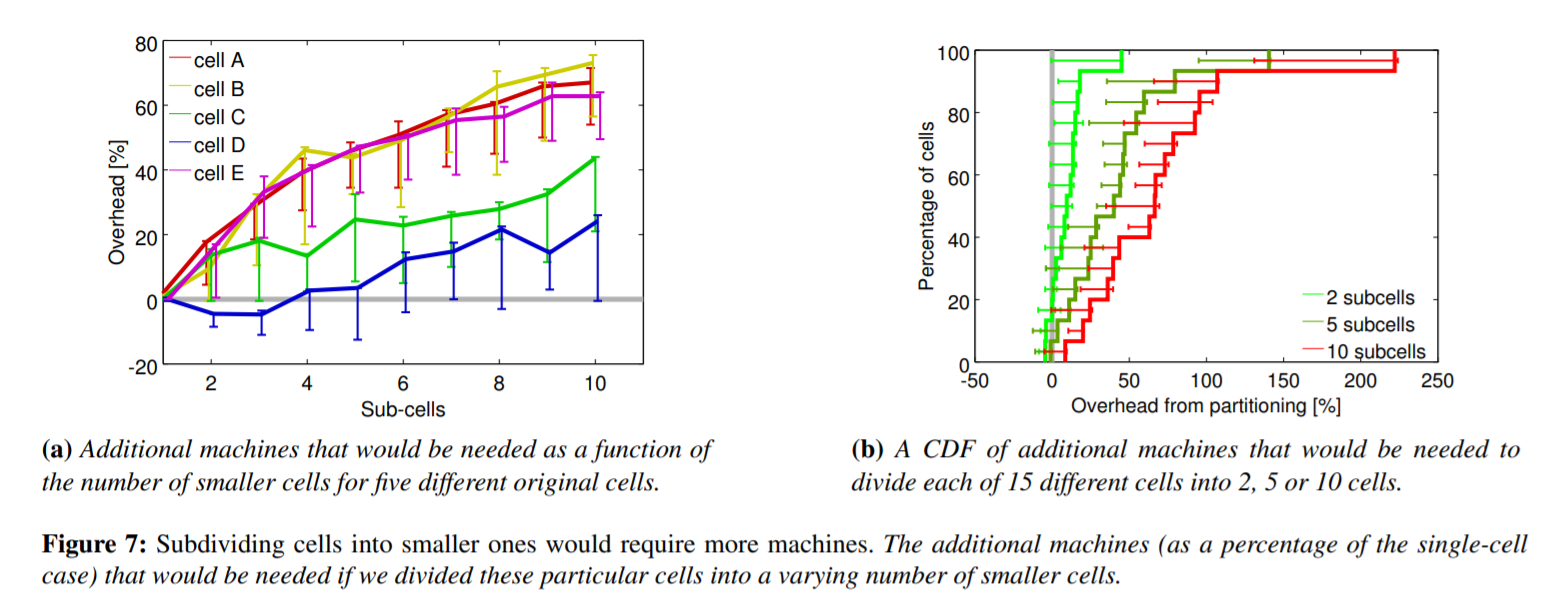 80
60
40
20
0
-20
Overhead [%]
cell A
cell B
cell C
cell D
cell E
2 4 6 8 10
Sub-cells
100
80
60
40
20
0
Percentage of cells
2 subcells
5 subcells
10 subcells
-50 0 50 100 150 200 250
Overhead from partitioning [%]
(a) Additional machines that would be needed as a function of
the number of smaller cells for five different original cells.
(b) A CDF of additional machines that would be needed to
divide each of 15 different cells into 2, 5 or 10 cells.
Figure 7: Subdividing cells into smaller ones would require more machines. The additional machines (as a percentage of the single-cell
case) that would be needed if we divided these particular cells into a varying number of smaller cells.